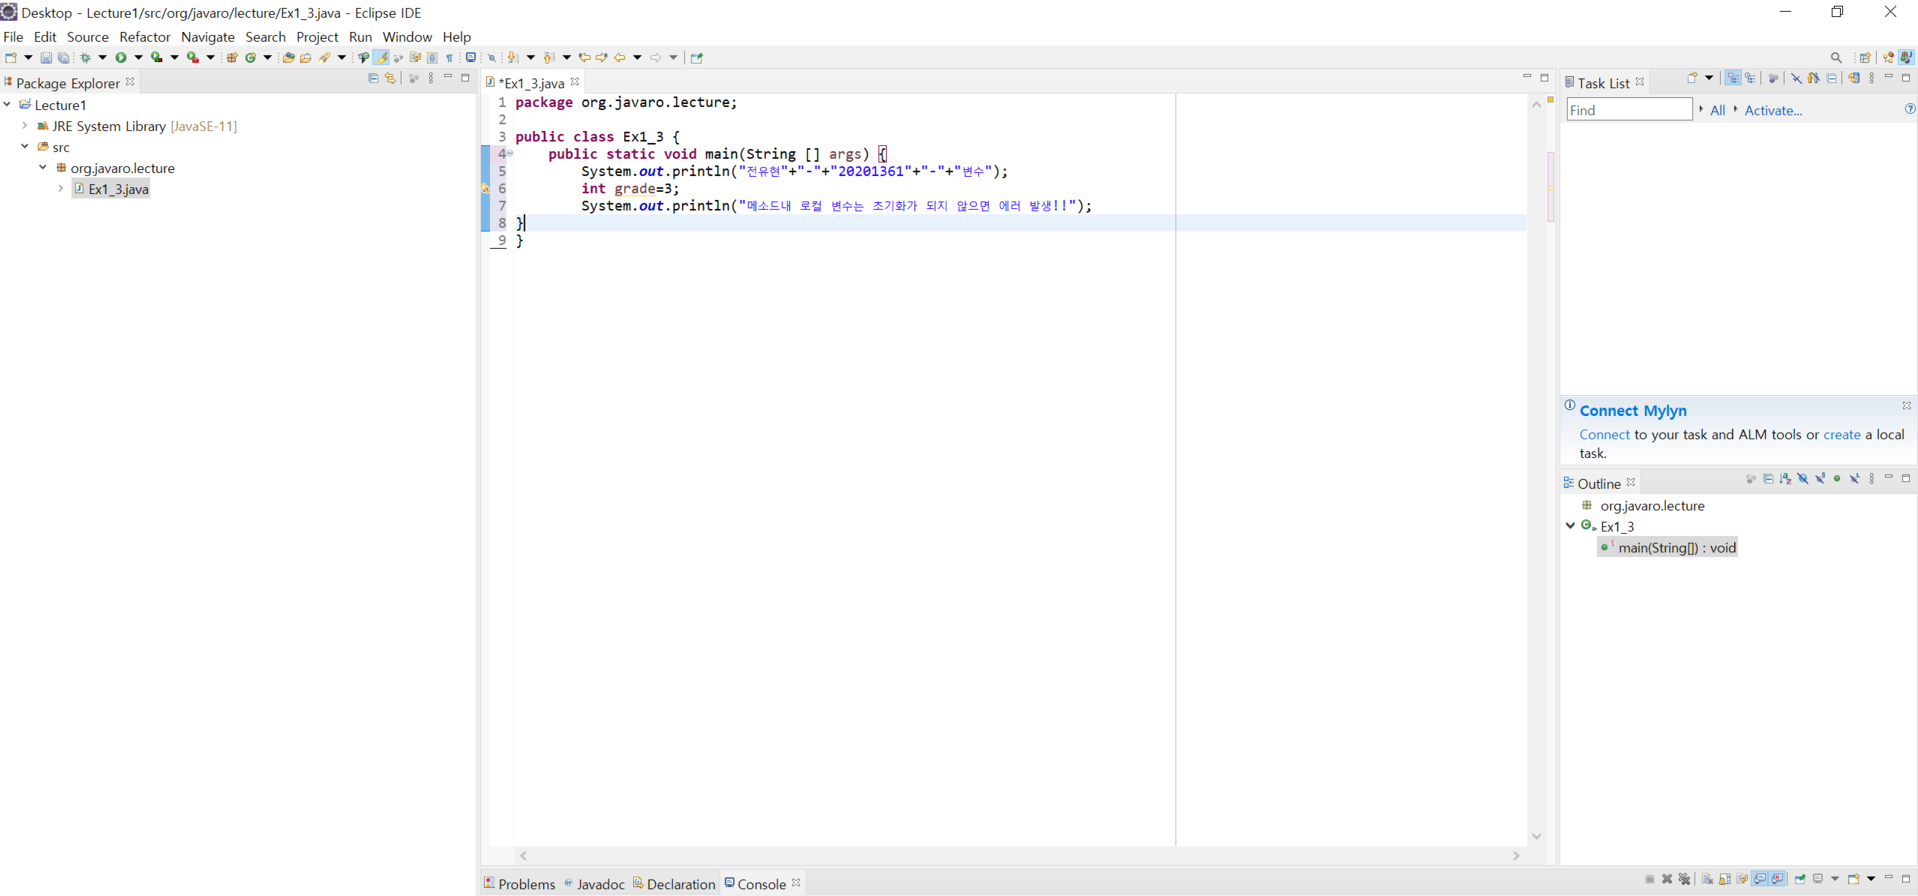 Desktop - Lecture1/src/org/javaro/lecture/Ex1_3.java - Eclipse IDE
File Edit Source Refactor Navigate Search Project Run Window Help
Package Explorer
Lecture1
JRE System Library [JavaSE-11]
src
org.javaro.lecture
Ex1_3.java
*Ex1_3.java
1 package org.javaro.lecture;
2
3 public class Ex1_3 {
4 public static void main(String [] args) {
5 System.out.println("전유현"+"-"+"20201361"+"-"+"변수");
6 int grade=3;
7 System.out.println("메소드내 로컬 변수는 초기화가 되지 않으면 에러 발생!!");
8 }
9 }
Task List
Find All Activate...
Connect Mylyn
Connect to your task and ALM tools or create a local
task.
Outline
org.javaro.lecture
Ex1_3
main(String[]) : void
Problems Javadoc Declaration Console